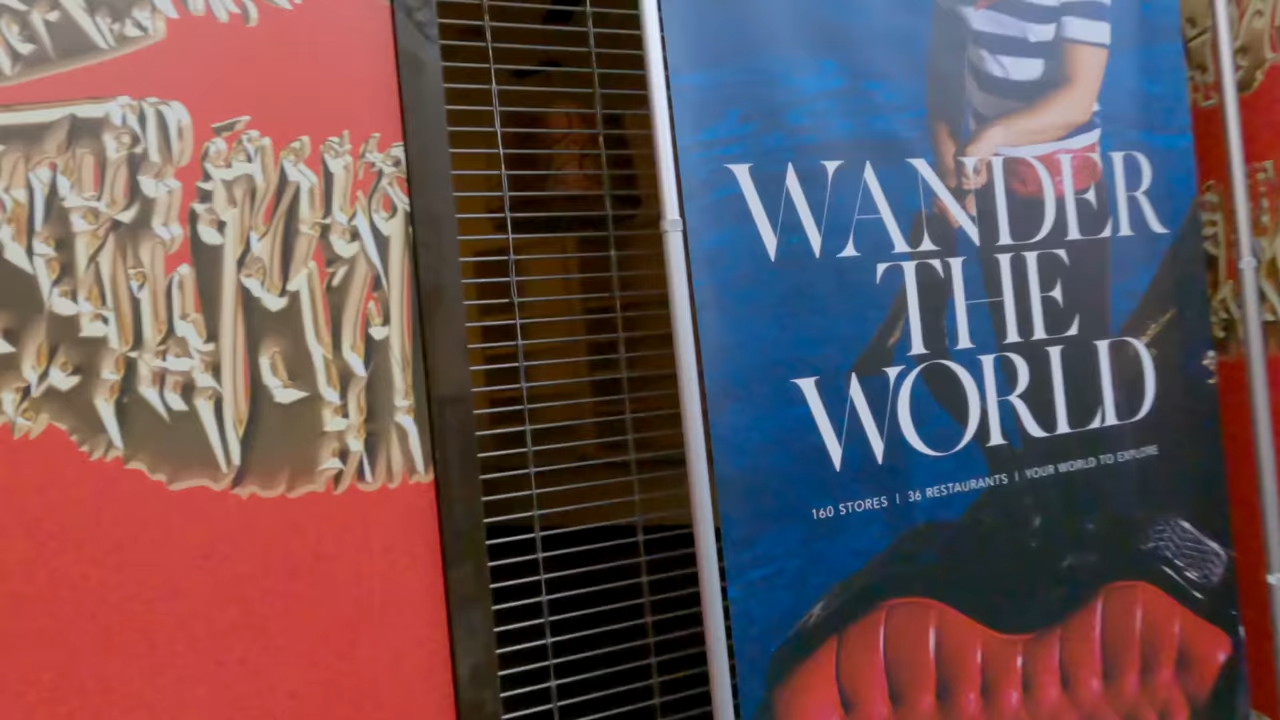 WANDER
THE
WORLD
160 STORES | 36 RESTAURANTS | YOUR WORLD TO EXPLORE